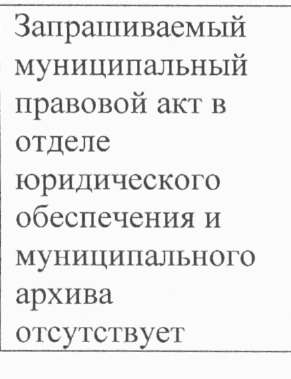 Запрашиваемый
муниципальный
правовой акт в
отделе
юридического
обеспечения и
муниципального
архива
отсутствует